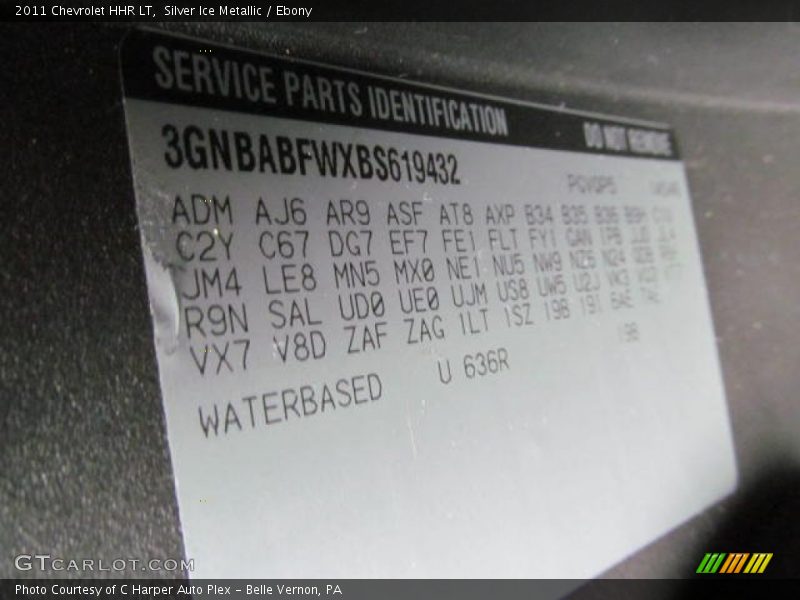 2011 Chevrolet HHR LT, Silver Ice Metallic / Ebony
SERVICE PARTS IDENTIFICATION DO NOT REMOVE
3GNBABFWXBS619432
ADM AJ6 AR9 ASF AT8 AXP B34 B35 B36
C2Y C67 DG7 EF7 FE1 FLT FY1 GAN
JM4 LE8 MN5 MX0 NE1 NU5 NW9
R9N SAL UD0 UE0 UJM US8 UW5 U2J
VX7 V8D ZAF ZAG 1LT 1SZ 19B 19I
WATERBASED U 636R
GTCARLOT.COM
Photo Courtesy of C Harper Auto Plex - Belle Vernon, PA